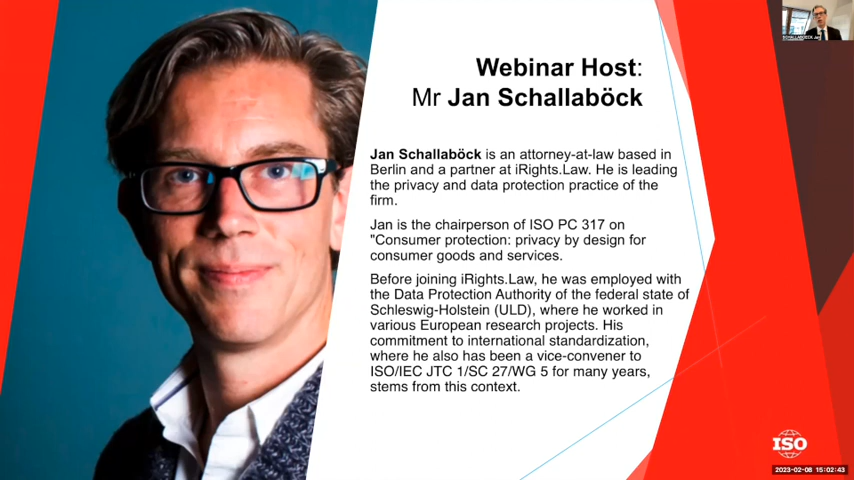 Webinar Host:
Mr Jan Schallaböck
Jan Schallaböck is an attorney-at-law based in
Berlin and a partner at iRights.Law. He is leading
the privacy and data protection practice of the
firm.
Jan is the chairperson of ISO PC 317 on
"Consumer protection: privacy by design for
consumer goods and services.
Before joining iRights.Law, he was employed with
the Data Protection Authority of the federal state of
Schleswig-Holstein (ULD), where he worked in
various European research projects. His
commitment to international standardization,
where he also has been a vice-convener to
ISO/IEC JTC 1/SC 27/WG 5 for many years,
stems from this context.
SCHALLABOECK Jan
ISO
2023-02-08 15:02:43